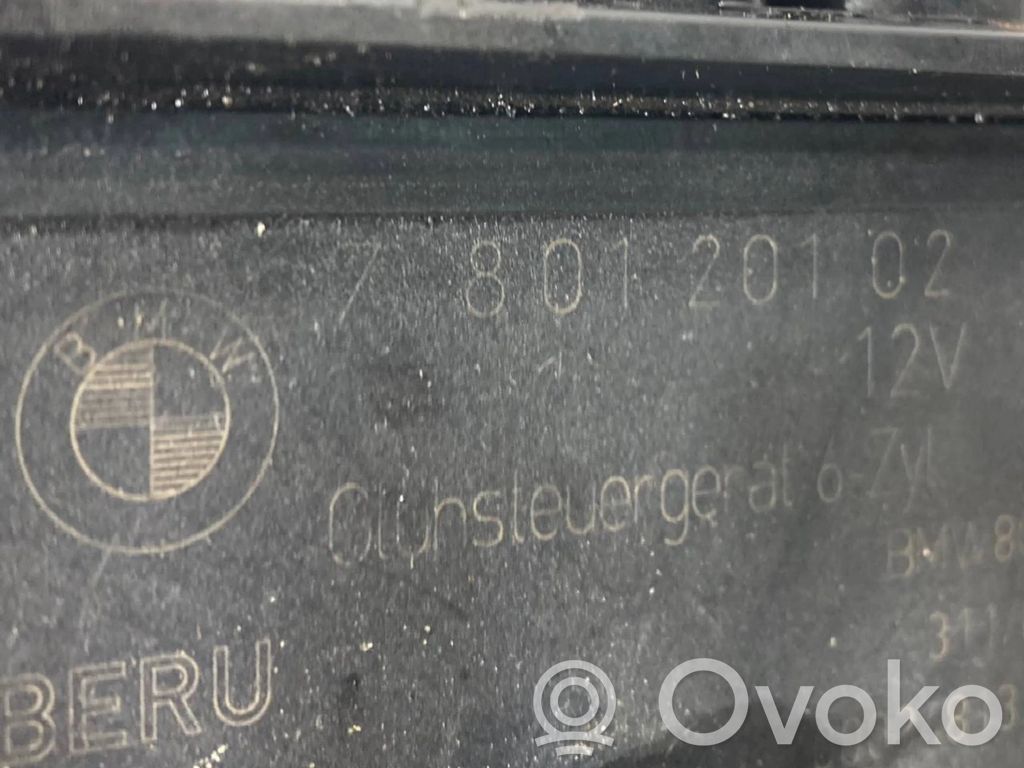 7 801 201 02
BMW
12V
Glühsteuergerät 6-Zyl
BERU
Ovoko